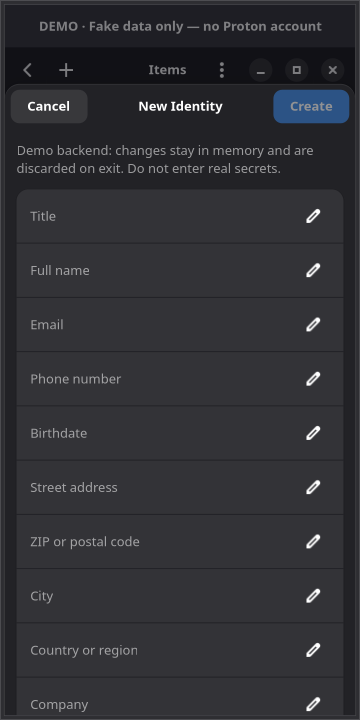 DEMO · Fake data only — no Proton account
Items
Cancel
New Identity
Create
Demo backend: changes stay in memory and are
discarded on exit. Do not enter real secrets.
Title
Full name
Email
Phone number
Birthdate
Street address
ZIP or postal code
City
Country or region
Company